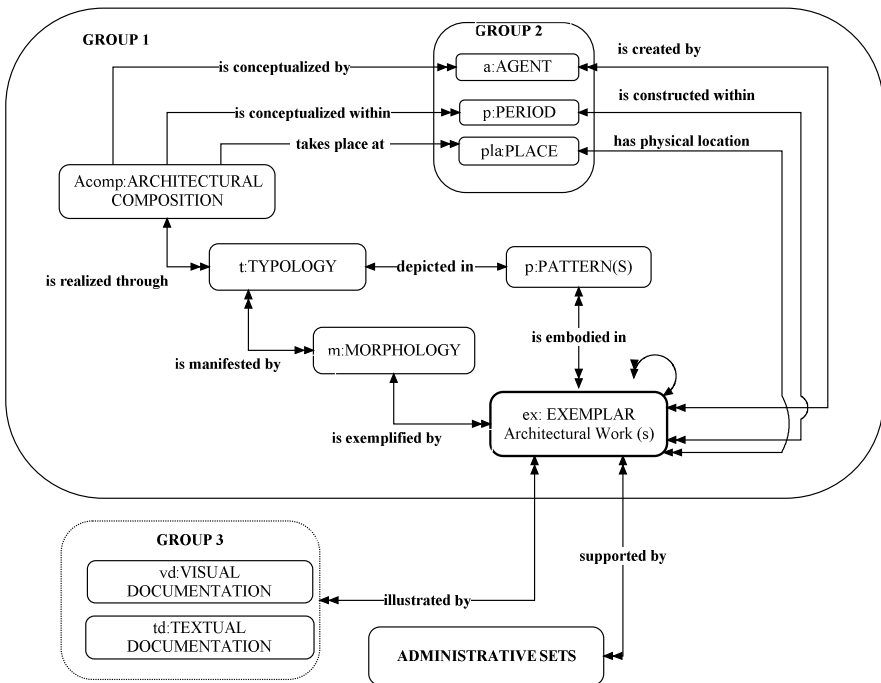 GROUP 1
GROUP 2
is conceptualized by
a:AGENT
is created by
is conceptualized within
p:PERIOD
is constructed within
takes place at
pla:PLACE
has physical location
Acomp:ARCHITECTURAL
COMPOSITION
is realized through
t:TYPOLOGY
depicted in
p:PATTERN(S)
is manifested by
m:MORPHOLOGY
is embodied in
is exemplified by
ex: EXEMPLAR
Architectural Work (s)
GROUP 3
vd:VISUAL
DOCUMENTATION
td:TEXTUAL
DOCUMENTATION
illustrated by
supported by
ADMINISTRATIVE SETS